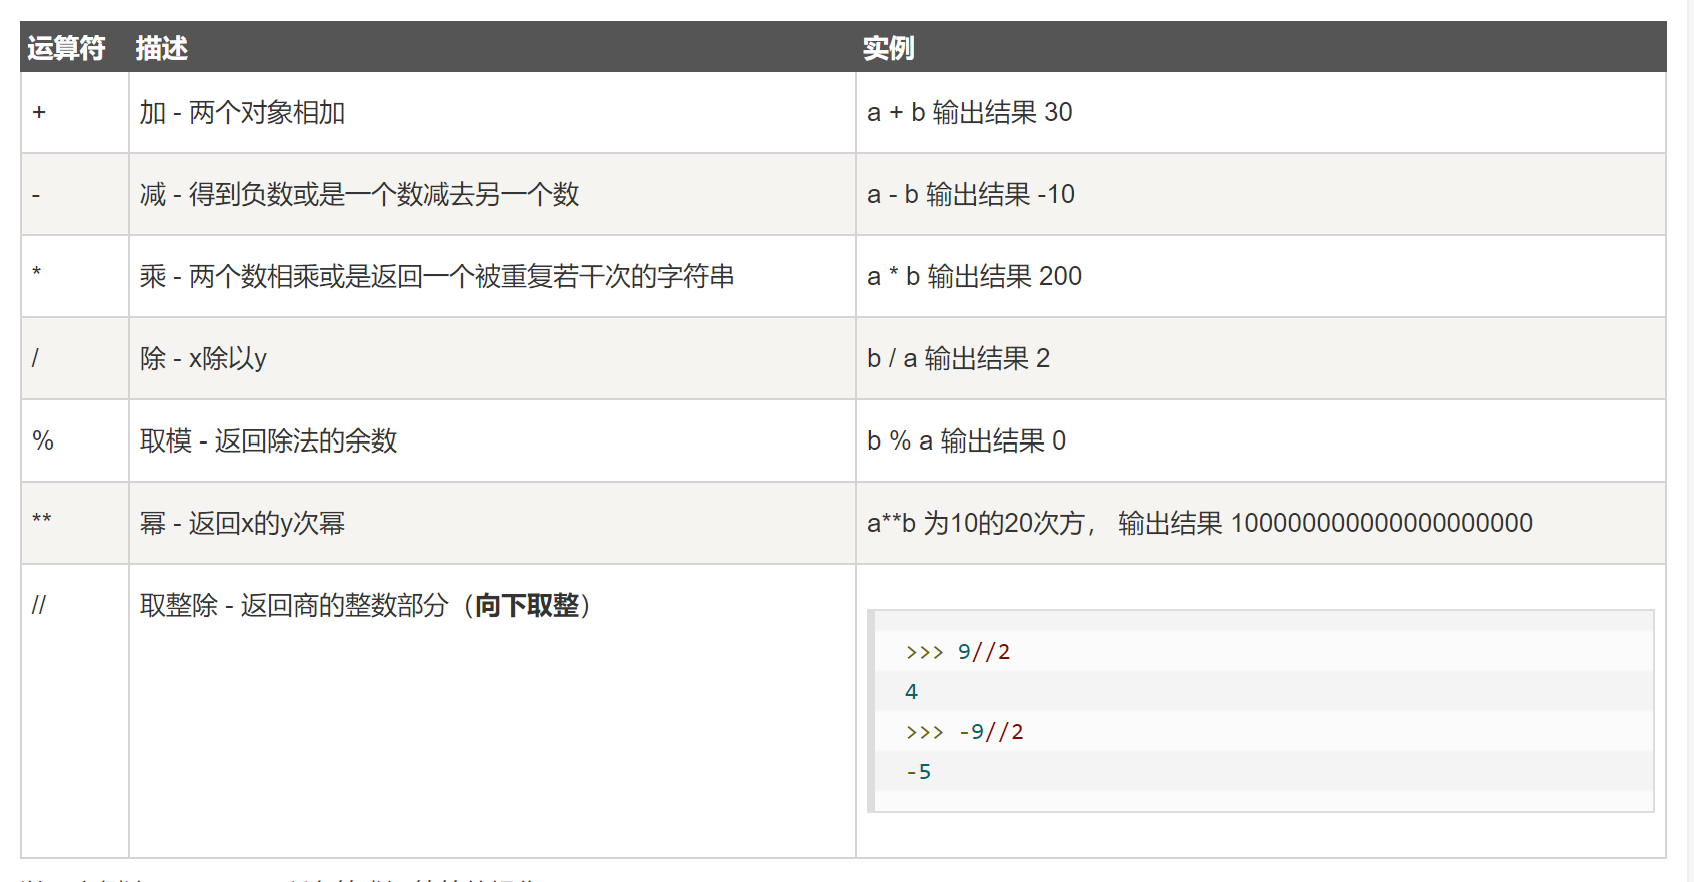 运算符 描述 实例
+ 加 - 两个对象相加 a + b 输出结果 30
- 减 - 得到负数或是一个数减去另一个数 a - b 输出结果 -10
* 乘 - 两个数相乘或是返回一个被重复若干次的字符串 a * b 输出结果 200
/ 除 - x除以y b / a 输出结果 2
% 取模 - 返回除法的余数 b % a 输出结果 0
** 幂 - 返回x的y次幂 a**b 为10的20次方， 输出结果 100000000000000000000
// 取整除 - 返回商的整数部分（向下取整）
>>> 9//2
4
>>> -9//2
-5